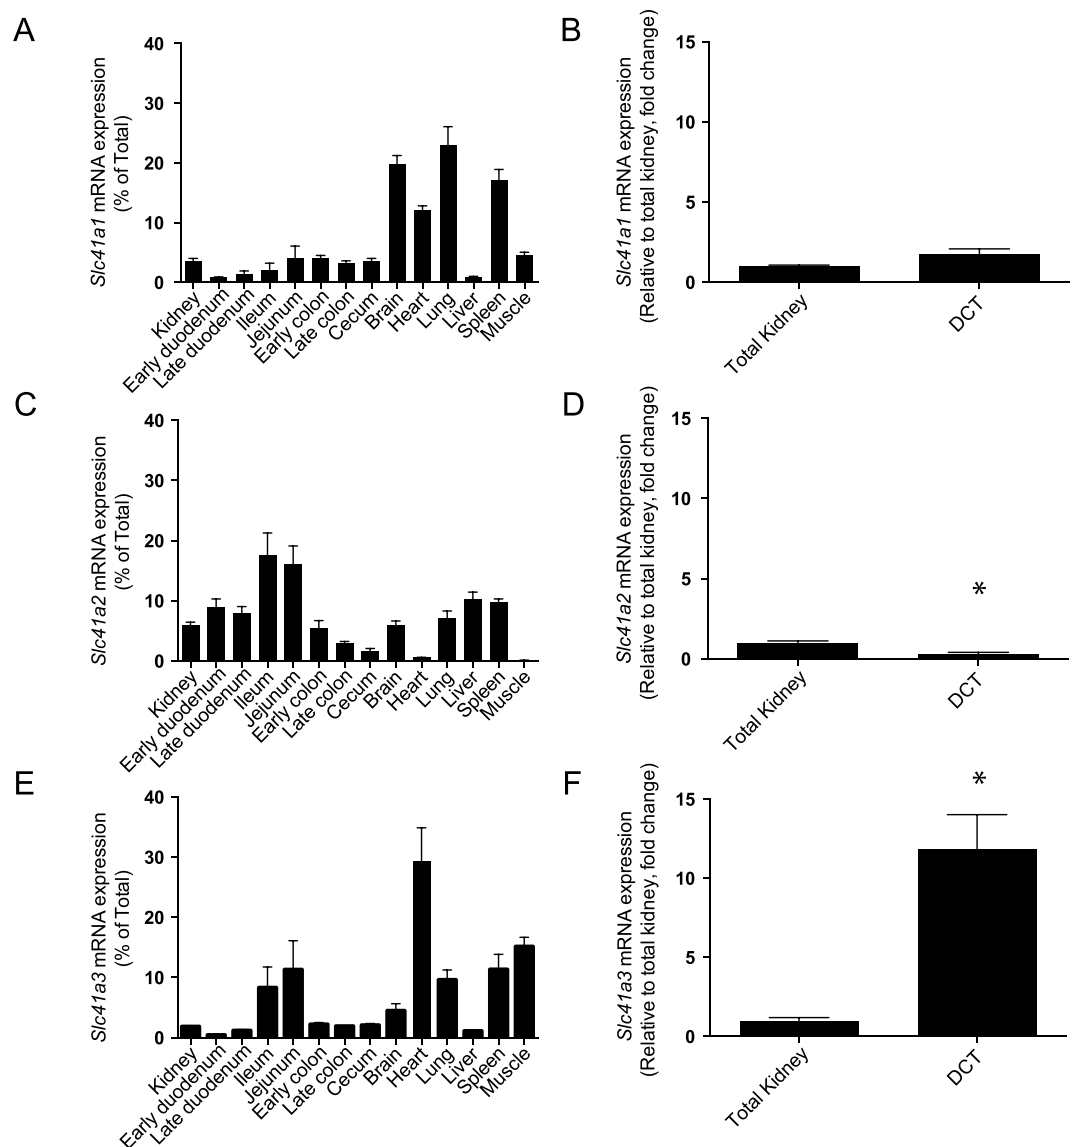 A
Slc41a1 mRNA expression
(% of Total)
40
30
20
10
0
Kidney
Early duodenum
Late duodenum
Ileum
Jejunum
Early colon
Late colon
Cecum
Brain
Heart
Lung
Liver
Spleen
Muscle
B
Slc41a1 mRNA expression
(Relative to total kidney, fold change)
15
10
5
0
Total Kidney
DCT
C
Slc41a2 mRNA expression
(% of Total)
40
30
20
10
0
Kidney
Early duodenum
Late duodenum
Ileum
Jejunum
Early colon
Late colon
Cecum
Brain
Heart
Lung
Liver
Spleen
Muscle
D
Slc41a2 mRNA expression
(Relative to total kidney, fold change)
15
10
5
0
*
Total Kidney
DCT
E
Slc41a3 mRNA expression
(% of Total)
40
30
20
10
0
Kidney
Early duodenum
Late duodenum
Ileum
Jejunum
Early colon
Late colon
Cecum
Brain
Heart
Lung
Liver
Spleen
Muscle
F
Slc41a3 mRNA expression
(Relative to total kidney, fold change)
15
10
5
0
*
Total Kidney
DCT